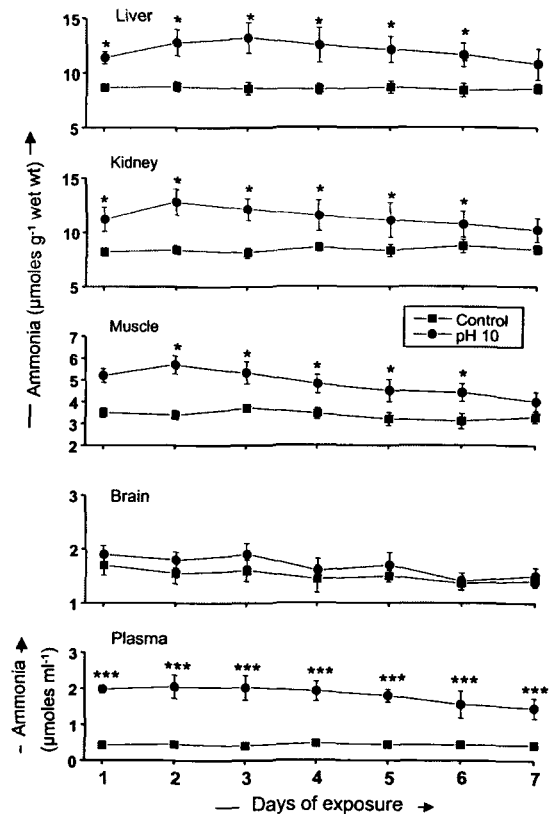 Liver
15
10
5
* * * * * *
Kidney
15
10
5
* * * * * *
— Ammonia (µmoles g⁻¹ wet wt) →
Muscle
7
6
5
4
3
2
* * * * *
Control
pH 10
Brain
3
2
1
Plasma
3
2
1
0
*** *** *** *** *** *** ***
– Ammonia →
(µmoles ml⁻¹)
1 2 3 4 5 6 7
— Days of exposure →